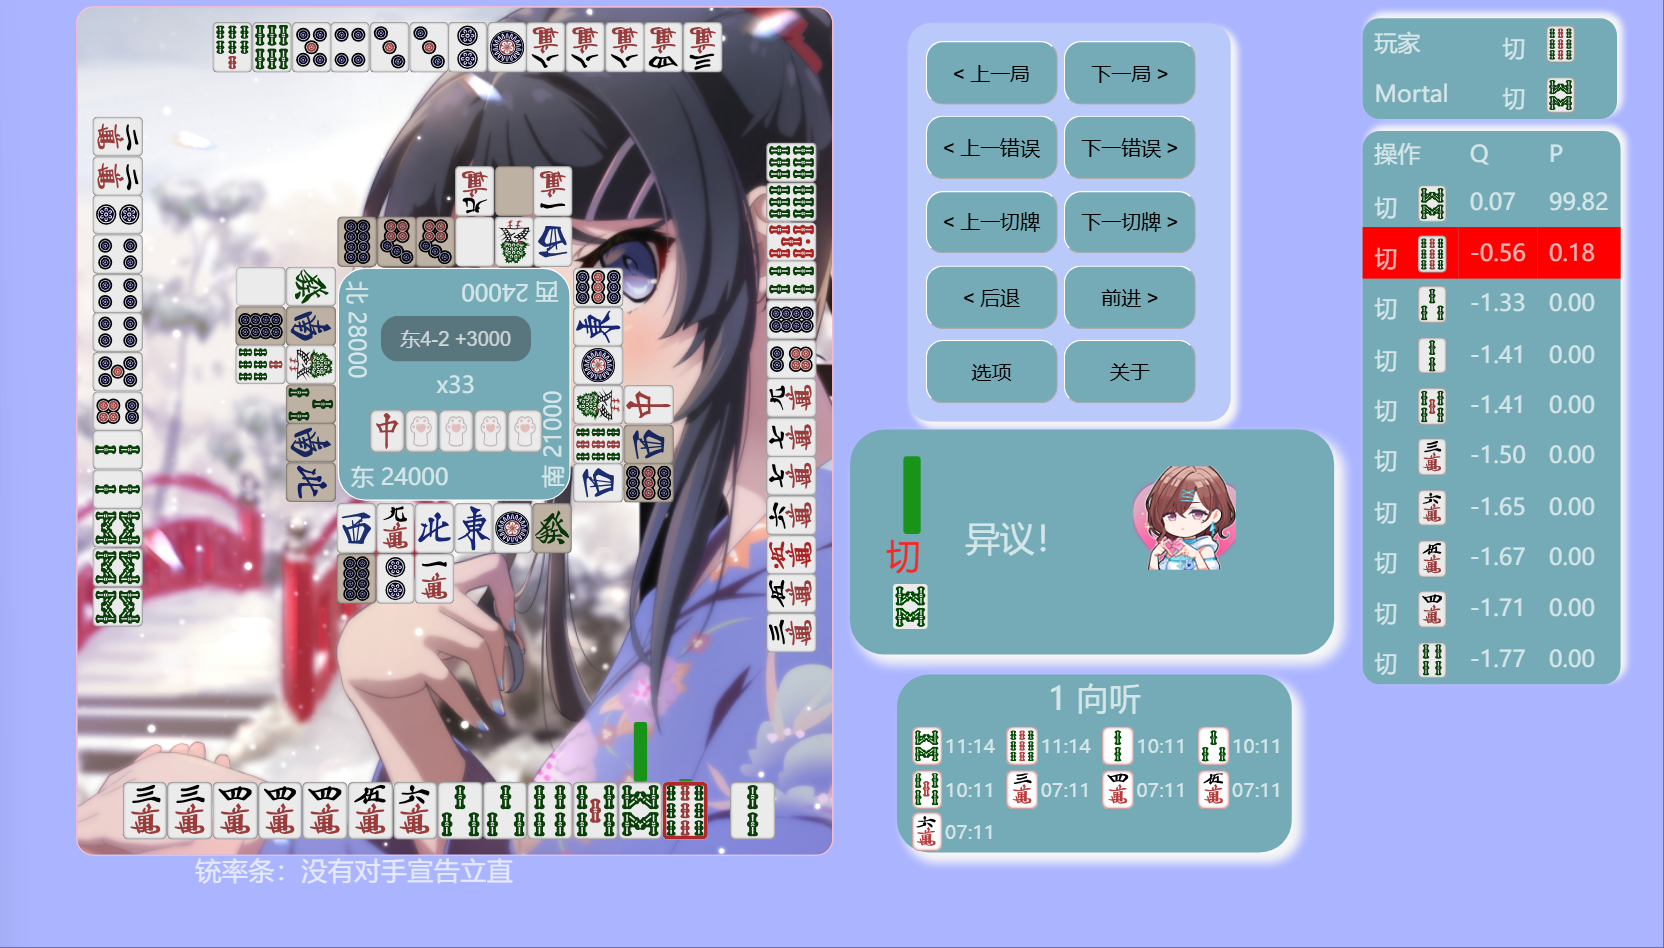 北 28000
西 24000
东4-2 +3000
x33
南 21000
东 24000
铳率条：没有对手宣告立直
< 上一局
下一局 >
< 上一错误
下一错误 >
< 上一切牌
下一切牌 >
< 后退
前进 >
选项
关于
切
异议！
1 向听
11:14 11:14 10:11 10:11
10:11 07:11 07:11 07:11
07:11
玩家 切
Mortal 切
操作 Q P
切 0.07 99.82
切 -0.56 0.18
切 -1.33 0.00
切 -1.41 0.00
切 -1.41 0.00
切 -1.50 0.00
切 -1.65 0.00
切 -1.67 0.00
切 -1.71 0.00
切 -1.77 0.00